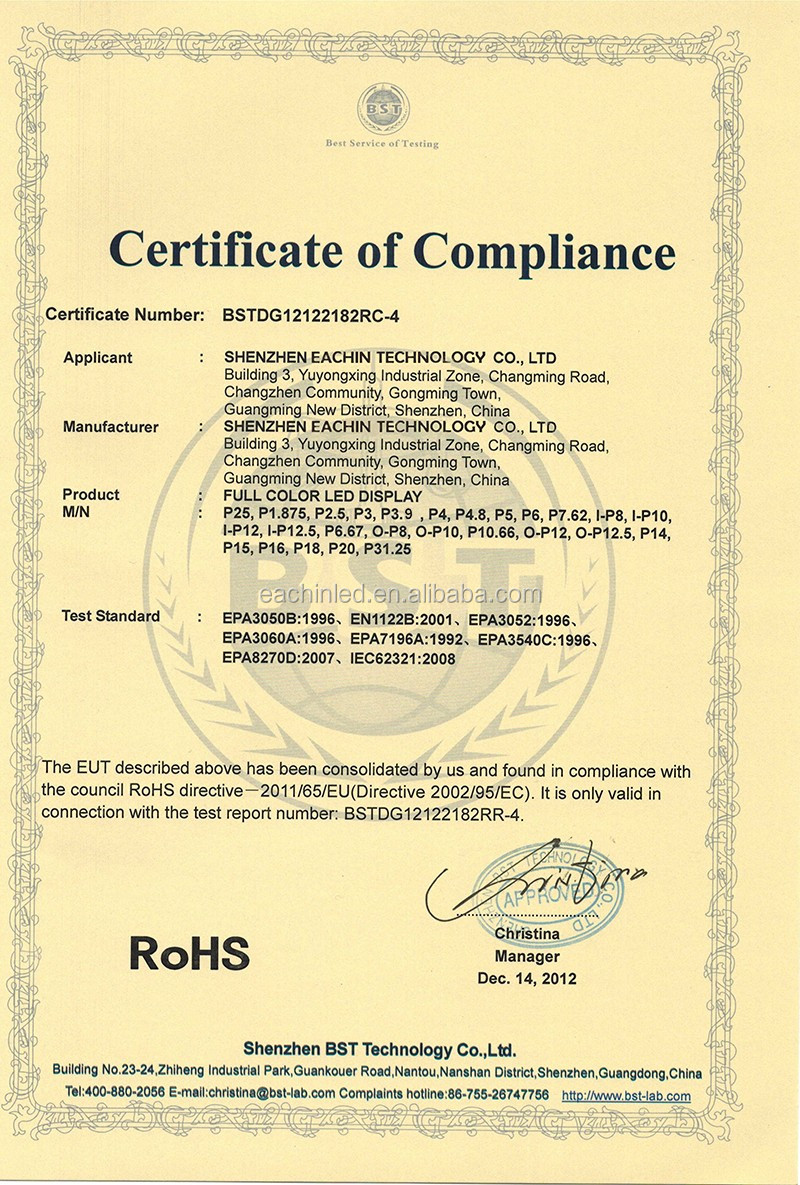 BST
Best Service of Testing
Certificate of Compliance
Certificate Number: BSTDG12122182RC-4
Applicant : SHENZHEN EACHIN TECHNOLOGY CO., LTD
Building 3, Yuyongxing Industrial Zone, Changming Road,
Changzhen Community, Gongming Town,
Guangming New District, Shenzhen, China
Manufacturer : SHENZHEN EACHIN TECHNOLOGY CO., LTD
Building 3, Yuyongxing Industrial Zone, Changming Road,
Changzhen Community, Gongming Town,
Guangming New District, Shenzhen, China
Product : FULL COLOR LED DISPLAY
M/N : P25, P1.875, P2.5, P3, P3.9 , P4, P4.8, P5, P6, P7.62, I-P8, I-P10,
I-P12, I-P12.5, P6.67, O-P8, O-P10, P10.66, O-P12, O-P12.5, P14,
P15, P16, P18, P20, P31.25
BST
eachinled.en.alibaba.com
Test Standard : EPA3050B:1996、EN1122B:2001、EPA3052:1996、
EPA3060A:1996、EPA7196A:1992、EPA3540C:1996、
EPA8270D:2007、IEC62321:2008
The EUT described above has been consolidated by us and found in compliance with
the council RoHS directive－2011/65/EU(Directive 2002/95/EC). It is only valid in
connection with the test report number: BSTDG12122182RR-4.
BST TECHNOLOGY CO., LTD
APPROVED
Christina
Christina
Manager
Dec. 14, 2012
RoHS
Shenzhen BST Technology Co.,Ltd.
Building No.23-24,Zhiheng Industrial Park,Guankouer Road,Nantou,Nanshan District,Shenzhen,Guangdong,China
Tel:400-880-2056 E-mail:christina@bst-lab.com Complaints hotline:86-755-26747756 http://www.bst-lab.com